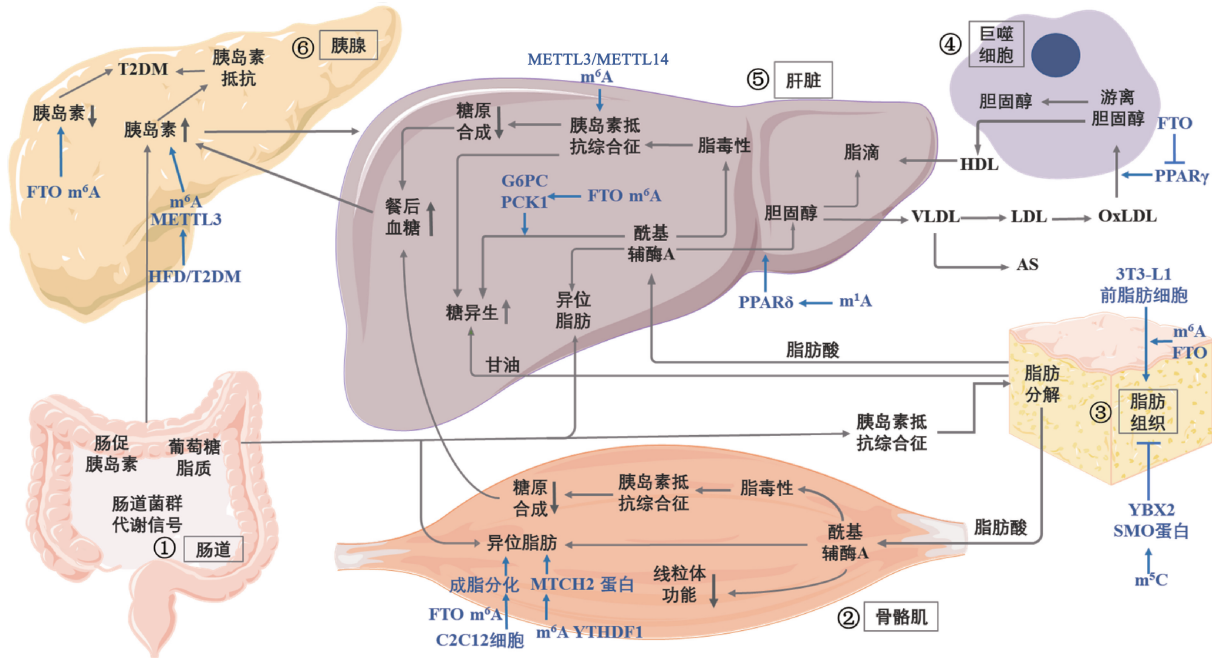 ⑥ 胰腺
T2DM
胰岛素
抵抗
胰岛素
胰岛素
FTO m⁶A
m⁶A
METTL3
HFD/T2DM
METTL3/METTL14
m⁶A
⑤ 肝脏
糖原
合成
胰岛素抵
抗综合征
脂毒性
脂滴
G6PC
PCK1
FTO m⁶A
餐后
血糖
酰基
辅酶A
胆固醇
糖异生
异位
脂肪
PPARδ
m¹A
甘油
脂肪酸
④ 巨噬
细胞
胆固醇
游离
胆固醇
FTO
HDL
PPARγ
VLDL
LDL
OxLDL
AS
3T3-L1
前脂肪细胞
m⁶A
FTO
脂肪
分解
③ 脂肪
组织
YBX2
SMO蛋白
m⁵C
肠促
胰岛素
葡萄糖
脂质
肠道菌群
代谢信号
① 肠道
胰岛素抵
抗综合征
糖原
合成
胰岛素抵
抗综合征
脂毒性
异位脂肪
酰基
辅酶A
脂肪酸
成脂分化
MTCH2 蛋白
线粒体
功能
FTO m⁶A
C2C12细胞
m⁶A YTHDF1
② 骨骼肌